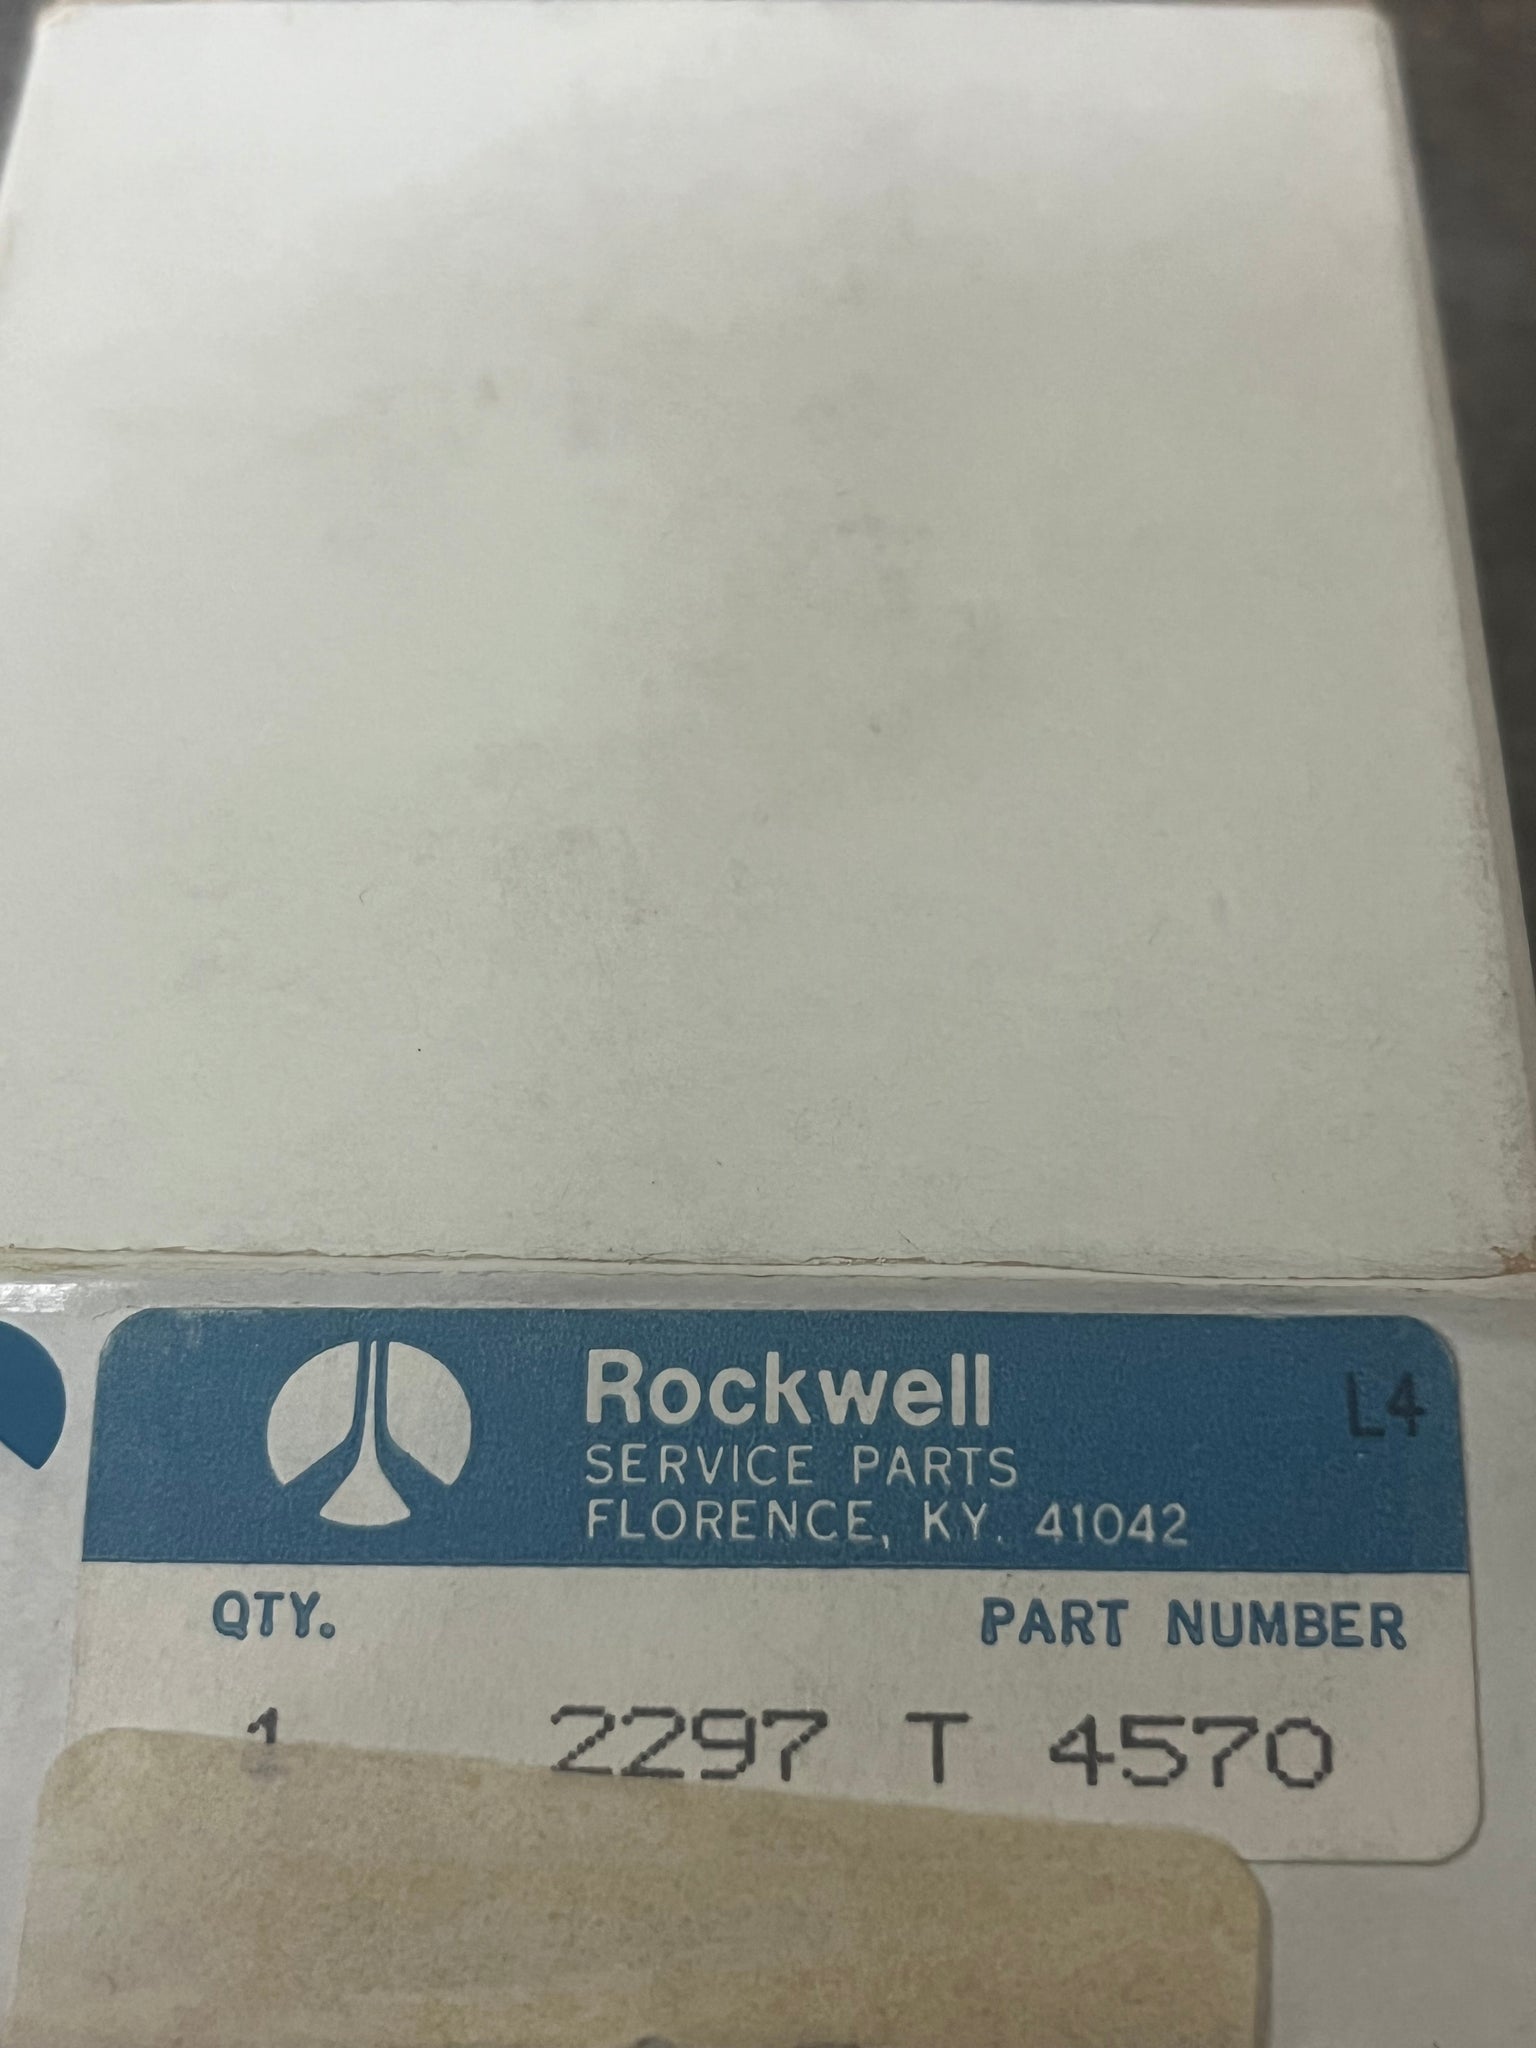 Rockwell
L4
SERVICE PARTS
FLORENCE, KY. 41042
QTY. PART NUMBER
1 2297 T 4570